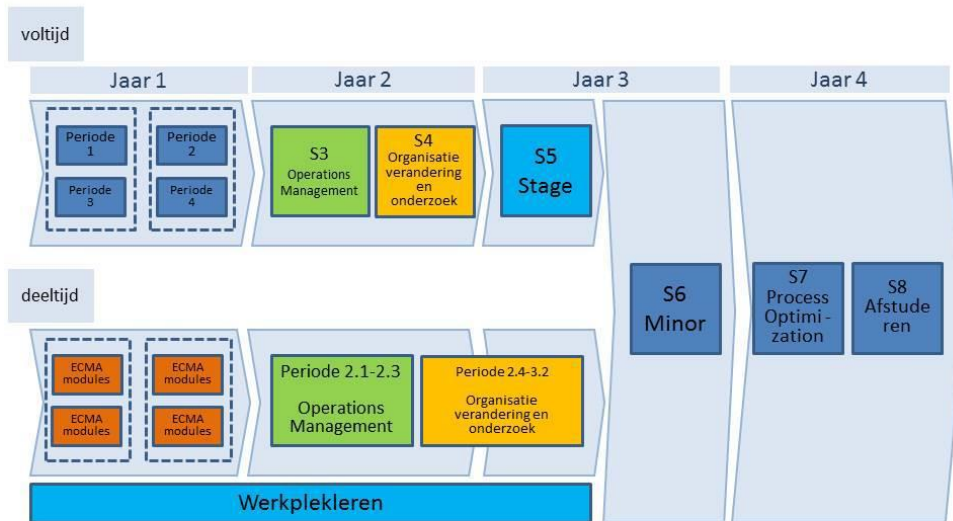 voltijd
Jaar 1
Jaar 2
Jaar 3
Jaar 4
Periode
1
Periode
2
Periode
3
Periode
4
S3
Operations
Management
S4
Organisatie
verandering
en
onderzoek
S5
Stage
S6
Minor
S7
Process
Optimi -
zation
S8
Afstude
ren
deeltijd
ECMA
modules
ECMA
modules
ECMA
modules
ECMA
modules
Periode 2.1-2.3
Operations
Management
Periode 2.4-3.2
Organisatie
verandering en
onderzoek
Werkplekleren